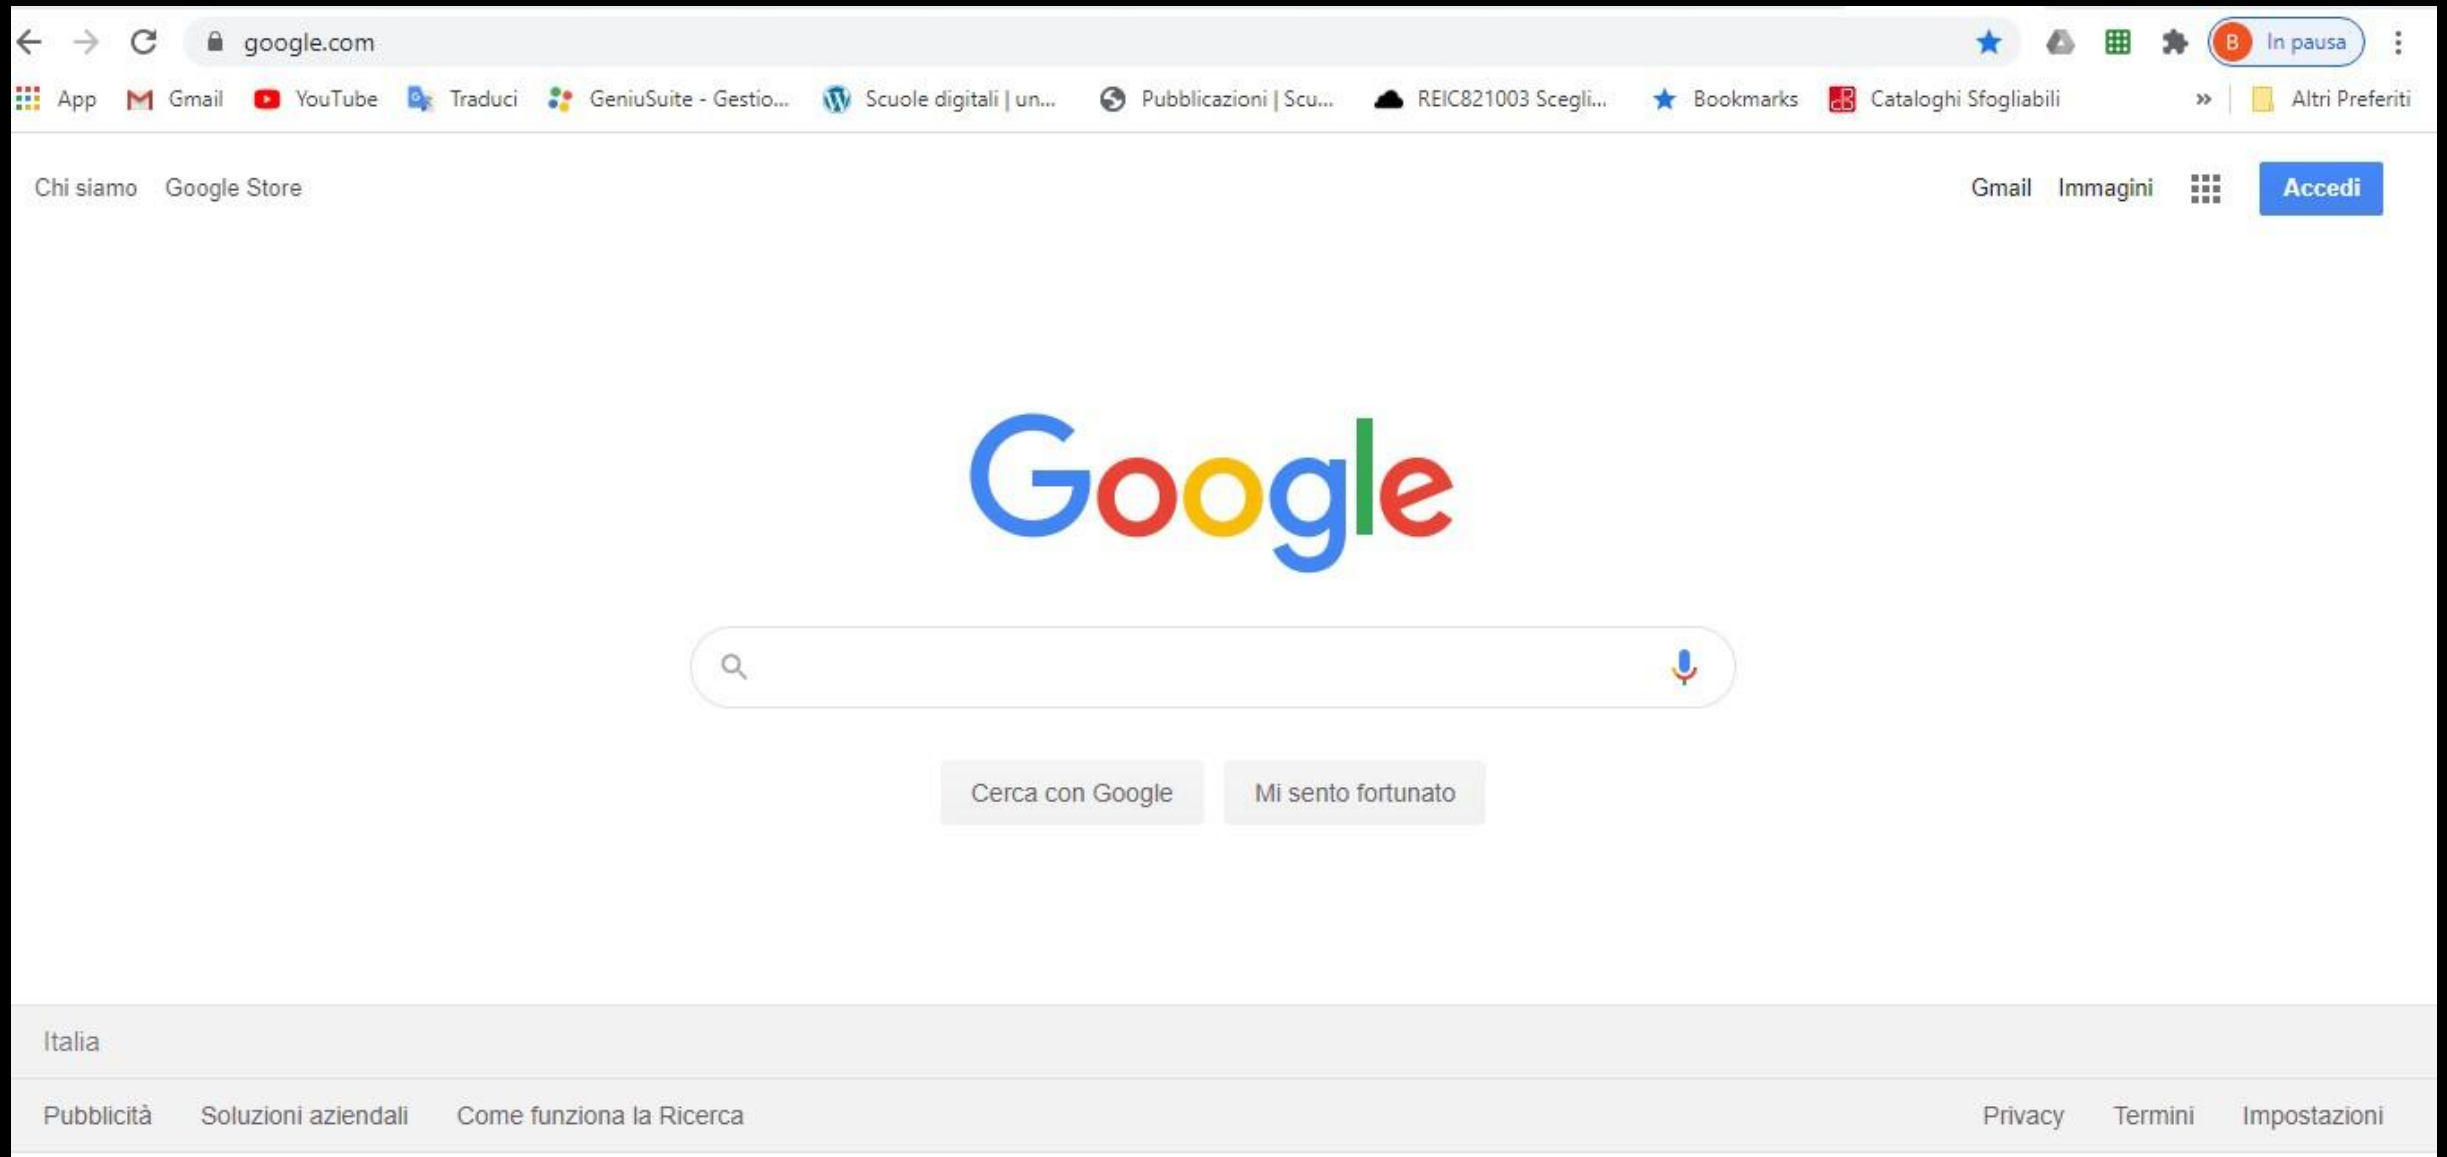 google.com B In pausa
App Gmail YouTube Traduci GeniuSuite - Gestio... Scuole digitali | un... Pubblicazioni | Scu... REIC821003 Scegli... Bookmarks Cataloghi Sfogliabili » Altri Preferiti
Chi siamo Google Store Gmail Immagini Accedi
Google
Cerca con Google Mi sento fortunato
Italia
Pubblicità Soluzioni aziendali Come funziona la Ricerca Privacy Termini Impostazioni